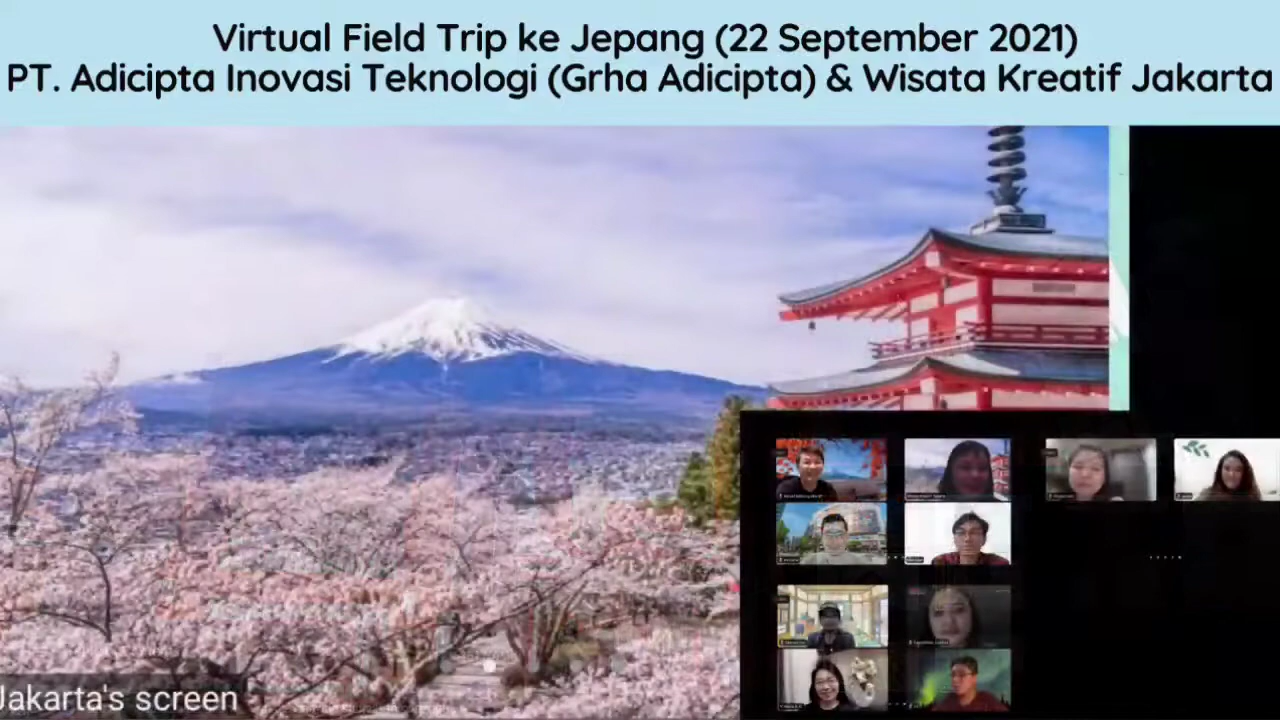 Virtual Field Trip ke Jepang (22 September 2021)
PT. Adicipta Inovasi Teknologi (Grha Adicipta) & Wisata Kreatif Jakarta
Jakarta's screen